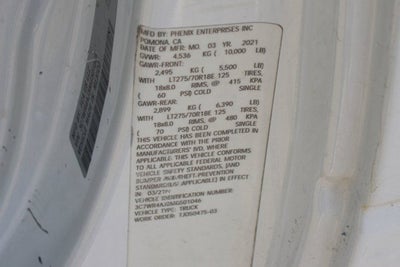 MFD BY: PHENIX ENTERPRISES INC
POMONA, CA
DATE OF MFR: MO. 03 YR. 2021
GVWR: 4,536 KG ( 10,000 LB)
GAWR-FRONT:
2,495 KG ( 5,500 LB)
WITH LT275/70R18E 125 TIRES,
18x8.0 RIMS, @ 415 KPA
( 60 PSI) COLD SINGLE
GAWR-REAR:
2,899 KG ( 6,390 LB)
WITH LT275/70R18E 125 TIRES,
18x8.0 RIMS, @ 480 KPA
( 70 PSI) COLD SINGLE
THIS VEHICLE HAS BEEN COMPLETED IN
ACCORDANCE WITH THE PRIOR
MANUFACTURERS' IVD, WHERE
APPLICABLE. THIS VEHICLE CONFORMS
TO ALL APPLICABLE FEDERAL MOTOR
VEHICLE SAFETY STANDARDS, [AND
BUMPER AND THEFT-PREVENTION
STANDARDS] IN EFFECT
IN: 03/21
VEHICLE IDENTIFICATION NUMBER:
VEHICLE TYPE: TRUCK
WORK ORDER: